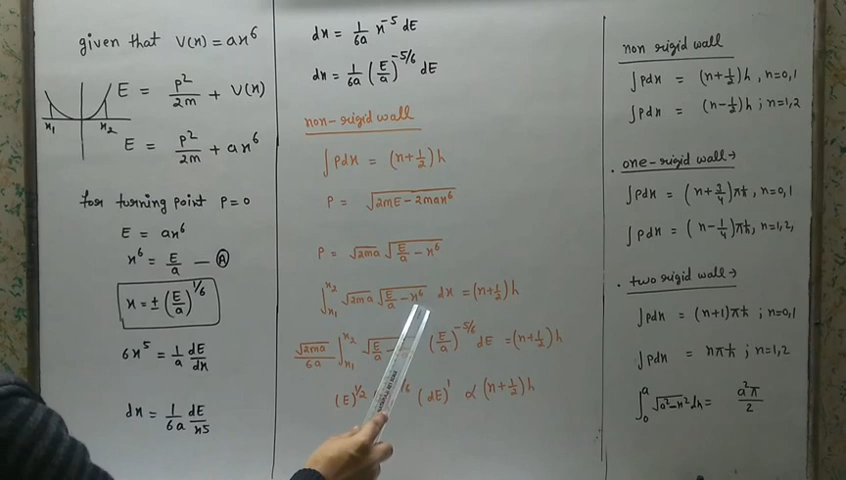 given that V(x) = ax⁶
E = p²/2m + V(x)
x₁ x₂
E = p²/2m + ax⁶
for turning point P=0
E = ax⁶
x⁶ = E/a — Ⓐ
x = ± (E/a)^1/6
6x⁵ = 1/a dE/dx
dx = 1/6a dE/x5
dx = 1/6a x⁻⁵ dE
dx = 1/6a (E/a)^-5/6 dE
non-rigid wall
∫Pdx = (n+1/2)h
P = √(2mE-2max⁶)
P = √2ma √(E/a - x⁶)
∫x₁^x₂ √2ma √(E/a - x⁶) dx = (n+1/2)h
√2ma/6a ∫x₁^x₂ √(E/a - (E/a)^-5/6 dE = (n+1/2)h
(E)^1/2 (dE)¹ ∝ (n+1/2)h
non rigid wall
∫Pdx = (n+1/2)h, n=0,1
∫Pdx = (n-1/2)h ; n=1,2
· one-rigid wall→
∫Pdx = (n+3/4)πħ, n=0,1
∫Pdx = (n-1/4)πħ, n=1,2,
· two rigid wall→
∫Pdx = (n+1)πħ ; n=0,1
∫Pdx = nπħ ; n=1,2
∫₀^a √(a²-x²) dx = a²π/2